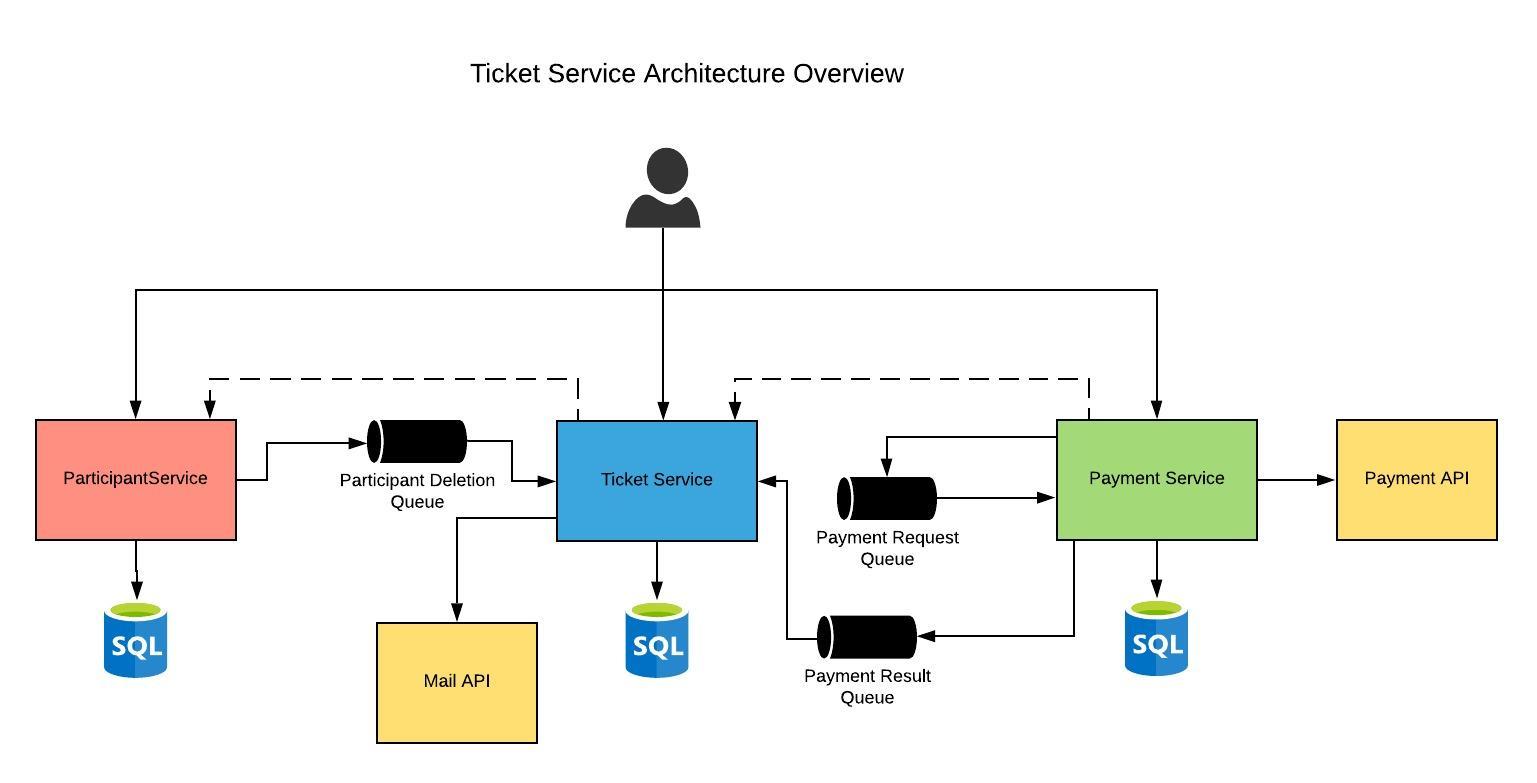 Ticket Service Architecture Overview
ParticipantService
Participant Deletion
Queue
Ticket Service
Payment Request
Queue
Payment Service
Payment API
SQL
Mail API
SQL
Payment Result
Queue
SQL